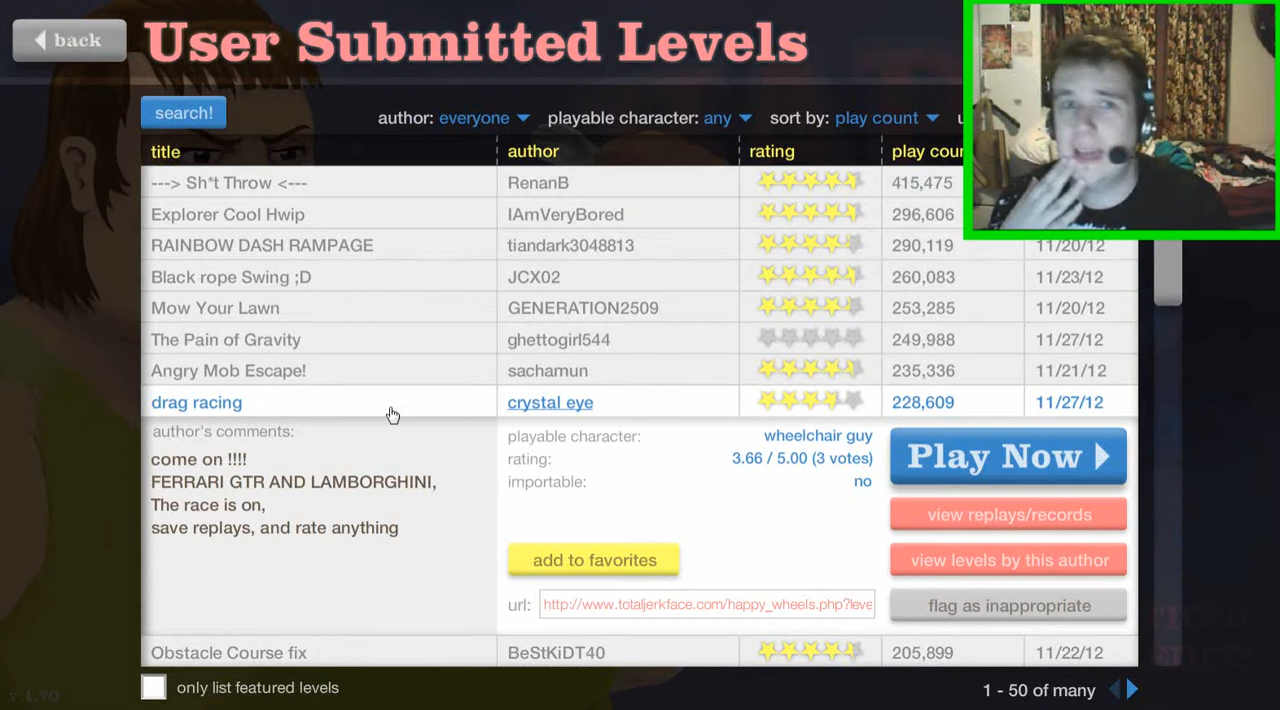 back
User Submitted Levels
search!
author: everyone playable character: any sort by: play count
title author rating play coun
---> Sh*t Throw <--- RenanB 415,475
Explorer Cool Hwip IAmVeryBored 296,606
RAINBOW DASH RAMPAGE tiandark3048813 290,119 11/20/12
Black rope Swing ;D JCX02 260,083 11/23/12
Mow Your Lawn GENERATION2509 253,285 11/20/12
The Pain of Gravity ghettogirl544 249,988 11/27/12
Angry Mob Escape! sachamun 235,336 11/21/12
drag racing crystal eye 228,609 11/27/12
author's comments:
come on !!!!
FERRARI GTR AND LAMBORGHINI,
The race is on,
save replays, and rate anything
playable character: wheelchair guy
rating: 3.66 / 5.00 (3 votes)
importable: no
add to favorites
url: http://www.totaljerkface.com/happy_wheels.php?leve
Play Now
view replays/records
view levels by this author
flag as inappropriate
Obstacle Course fix BeStKiDT40 205,899 11/22/12
only list featured levels
1 - 50 of many
v 1.70